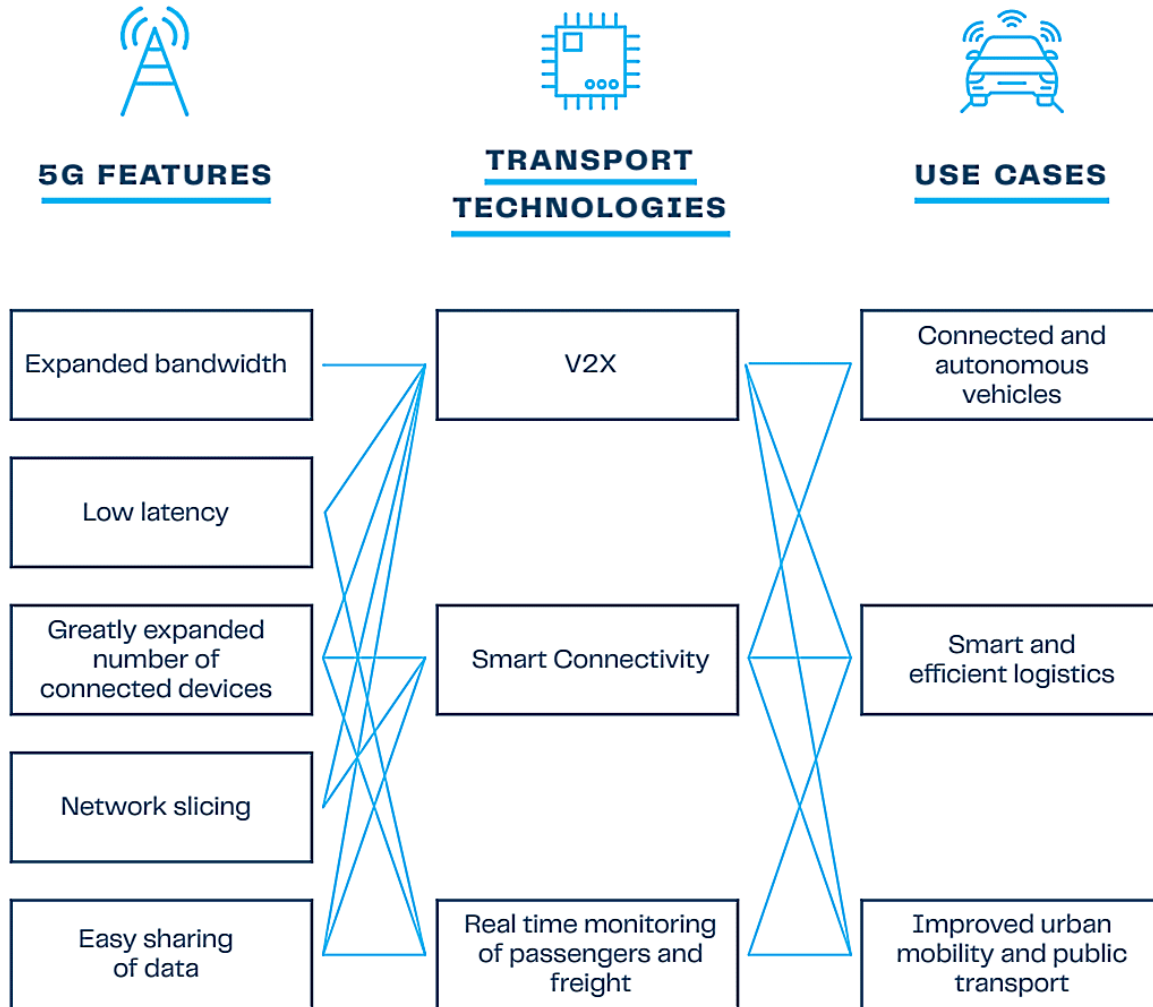 5G FEATURES
TRANSPORT
TECHNOLOGIES
USE CASES
Expanded bandwidth
V2X
Connected and
autonomous
vehicles
Low latency
Greatly expanded
number of
connected devices
Smart Connectivity
Smart and
efficient logistics
Network slicing
Easy sharing
of data
Real time monitoring
of passengers and
freight
Improved urban
mobility and public
transport